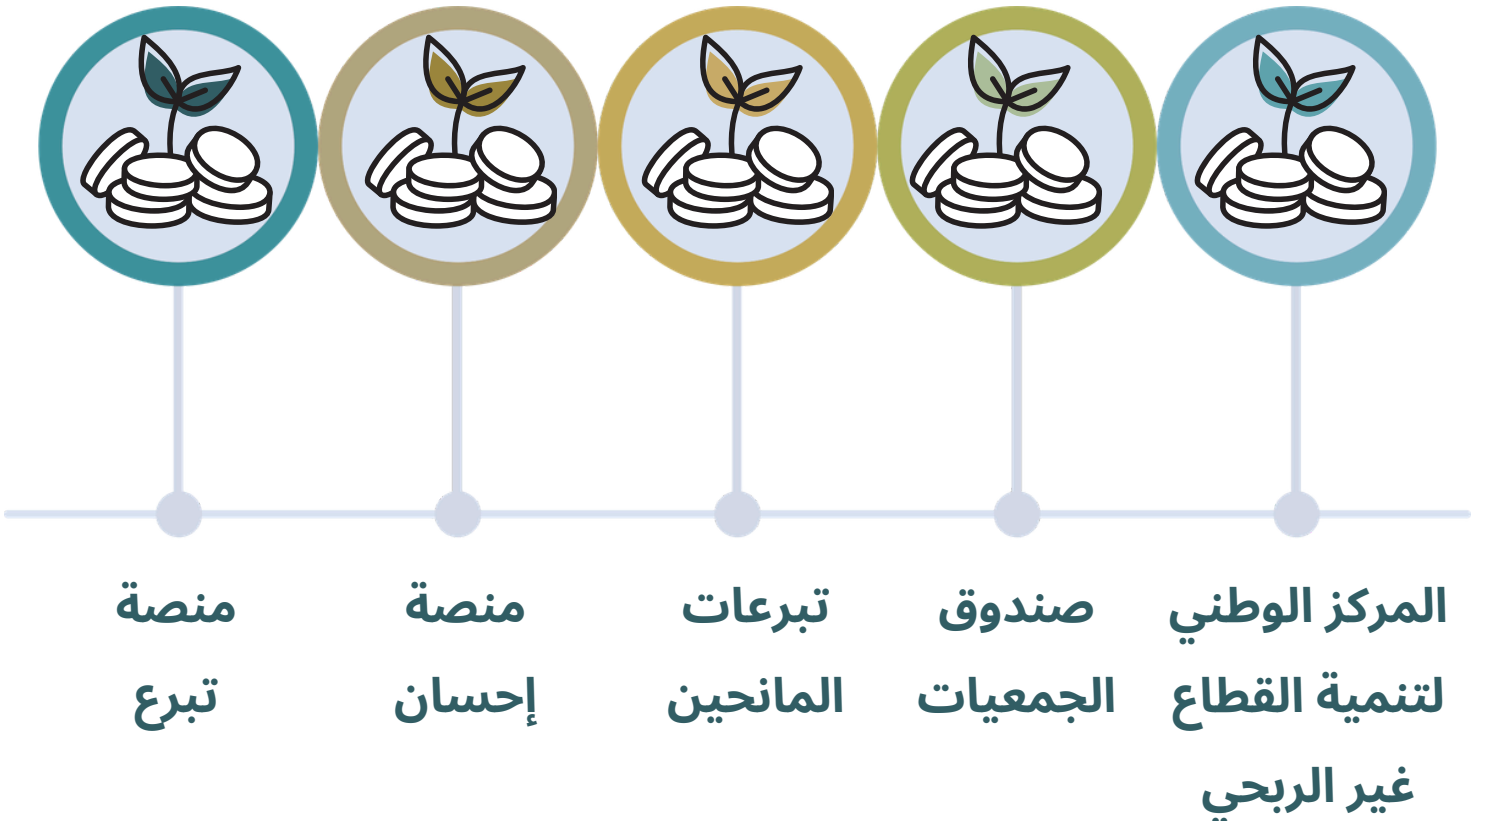 المركز الوطني
لتنمية القطاع
غير الربحي
صندوق
الجمعيات
تبرعات
المانحين
منصة
إحسان
منصة
تبرع